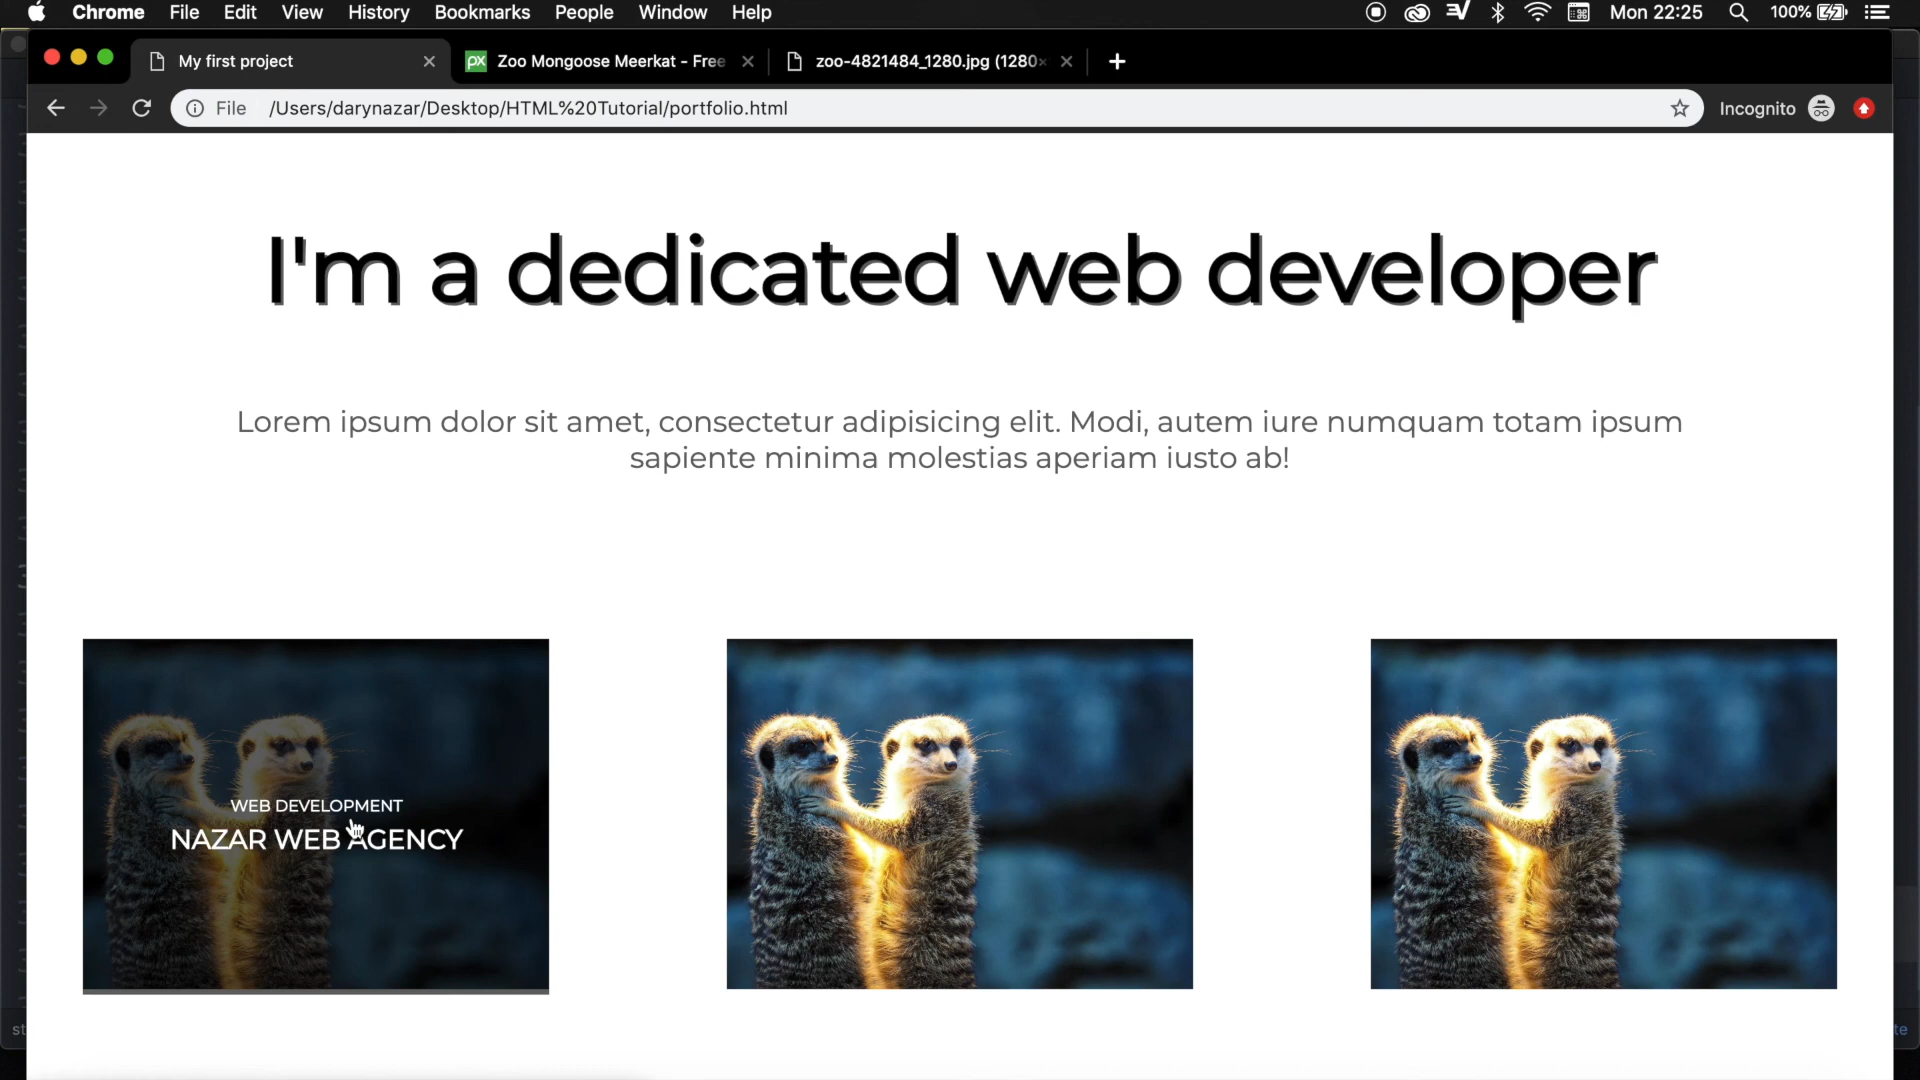 Chrome File Edit View History Bookmarks People Window Help Mon 22:25 100%
My first project px Zoo Mongoose Meerkat - Free zoo-4821484_1280.jpg (1280×
File /Users/darynazar/Desktop/HTML%20Tutorial/portfolio.html Incognito
I'm a dedicated web developer
Lorem ipsum dolor sit amet, consectetur adipisicing elit. Modi, autem iure numquam totam ipsum
sapiente minima molestias aperiam iusto ab!
WEB DEVELOPMENT
NAZAR WEB AGENCY